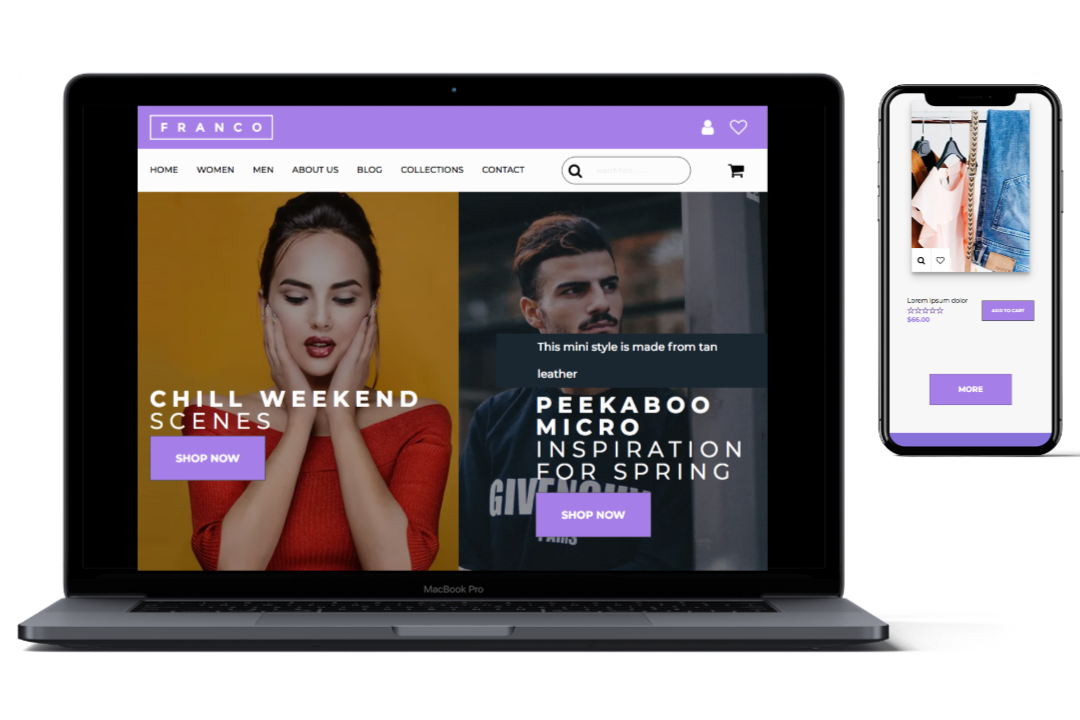 FRANCO
HOME WOMEN MEN ABOUT US BLOG COLLECTIONS CONTACT
CHILL WEEKEND
SCENES
SHOP NOW
This mini style is made from tan
leather
PEEKABOO
MICRO
INSPIRATION
FOR SPRING
SHOP NOW
MacBook Pro
Lorem ipsum dolor
$66.00
ADD TO CART
MORE